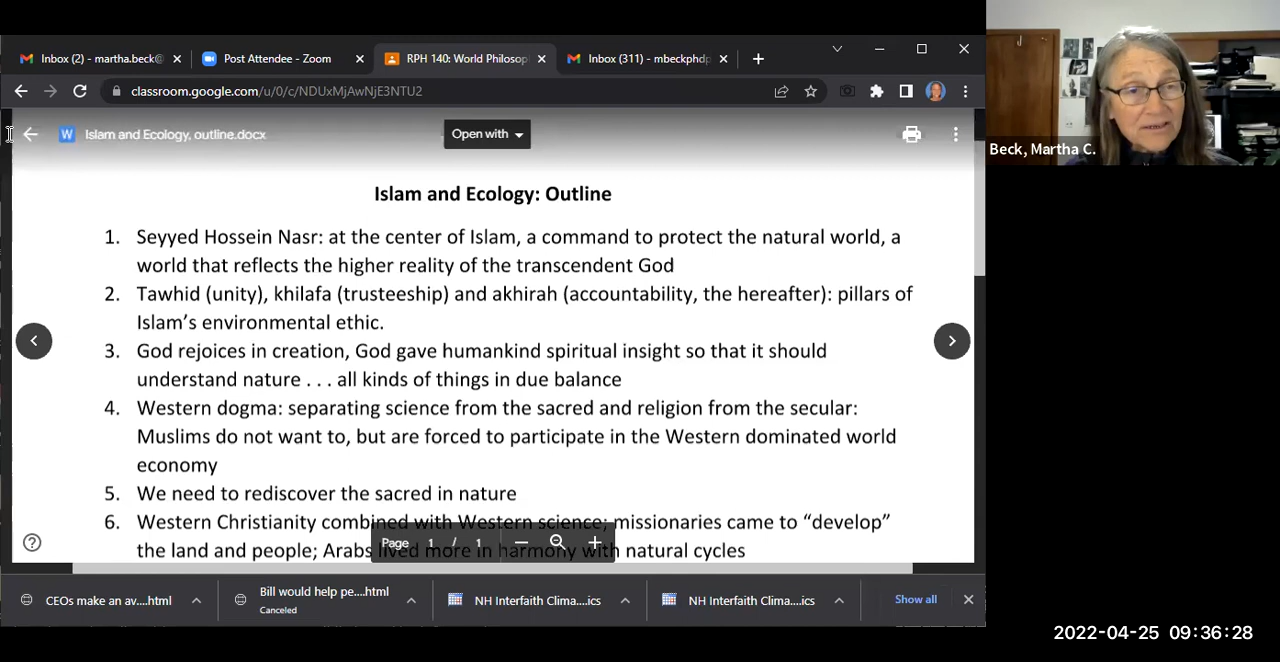 Inbox (2) - martha.beck@
Post Attendee - Zoom
RPH 140: World Philosop
Inbox (311) - mbeckphdp
classroom.google.com/u/0/c/NDUxMjAwNjE3NTU2
W Islam and Ecology, outline.docx
Open with
Beck, Martha C.
Islam and Ecology: Outline
1. Seyyed Hossein Nasr: at the center of Islam, a command to protect the natural world, a
world that reflects the higher reality of the transcendent God
2. Tawhid (unity), khilafa (trusteeship) and akhirah (accountability, the hereafter): pillars of
Islam's environmental ethic.
3. God rejoices in creation, God gave humankind spiritual insight so that it should
understand nature . . . all kinds of things in due balance
4. Western dogma: separating science from the sacred and religion from the secular:
Muslims do not want to, but are forced to participate in the Western dominated world
economy
5. We need to rediscover the sacred in nature
6. Western Christianity combined with Western science; missionaries came to “develop”
the land and people; Arabs lived more in harmony with natural cycles
Page 1 / 1
CEOs make an av....html
Bill would help pe....html
Canceled
NH Interfaith Clima....ics
NH Interfaith Clima....ics
Show all
2022-04-25 09:36:28